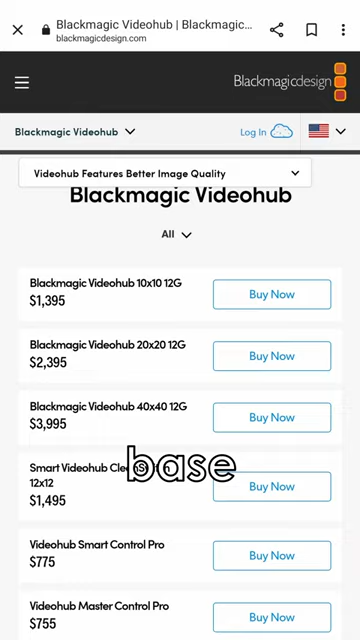 Blackmagic Videohub | Blackmagic...
blackmagicdesign.com
Blackmagicdesign
Blackmagic Videohub
Log In
Videohub Features Better Image Quality
Blackmagic Videohub
All
Blackmagic Videohub 10x10 12G
$1,395
Buy Now
Blackmagic Videohub 20x20 12G
$2,395
Buy Now
Blackmagic Videohub 40x40 12G
$3,995
Buy Now
base
Smart Videohub
12x12
$1,495
Buy Now
Videohub Smart Control Pro
$775
Buy Now
Videohub Master Control Pro
$755
Buy Now